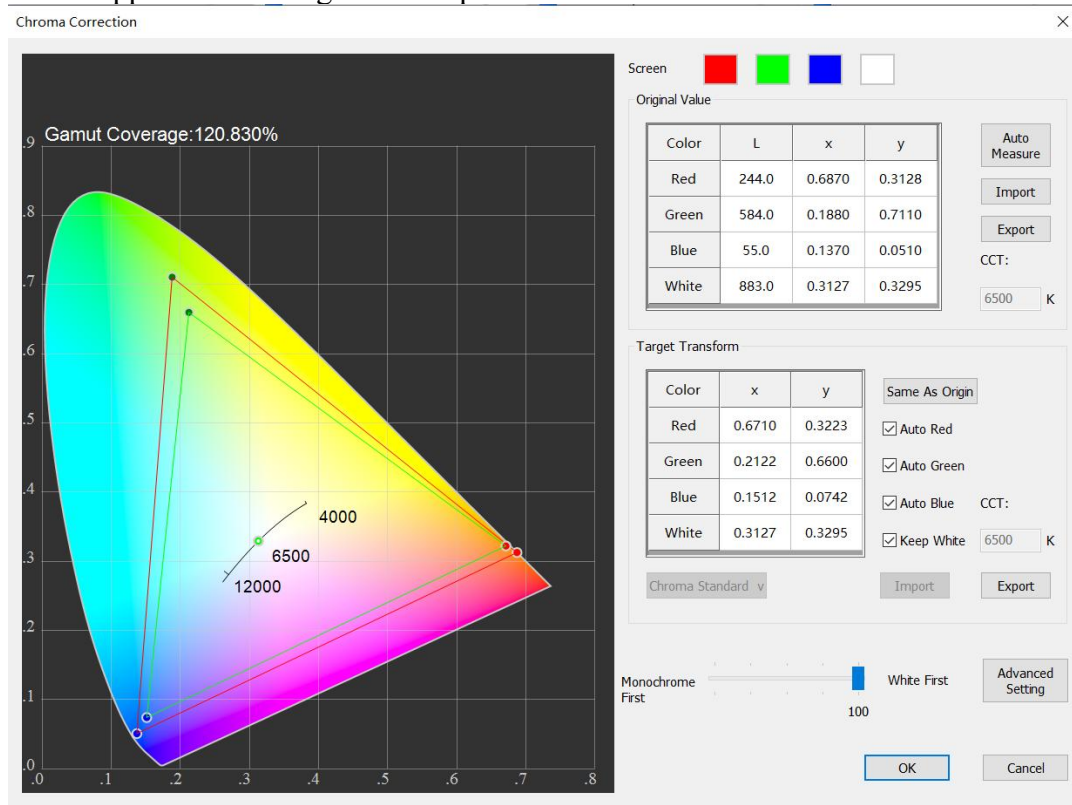 Chroma Correction
Gamut Coverage:120.830%
.9
.8
.7
.6
.5
.4
.3
.2
.1
.0
.0 .1 .2 .3 .4 .5 .6 .7 .8
4000
6500
12000
Screen
Original Value
Color L x y
Red 244.0 0.6870 0.3128
Green 584.0 0.1880 0.7110
Blue 55.0 0.1370 0.0510
White 883.0 0.3127 0.3295
Auto
Measure
Import
Export
CCT:
6500 K
Target Transform
Color x y
Red 0.6710 0.3223
Green 0.2122 0.6600
Blue 0.1512 0.0742
White 0.3127 0.3295
Same As Origin
Auto Red
Auto Green
Auto Blue CCT:
Keep White 6500 K
Chroma Standard v
Import
Export
Monochrome
First
White First
100
Advanced
Setting
OK
Cancel